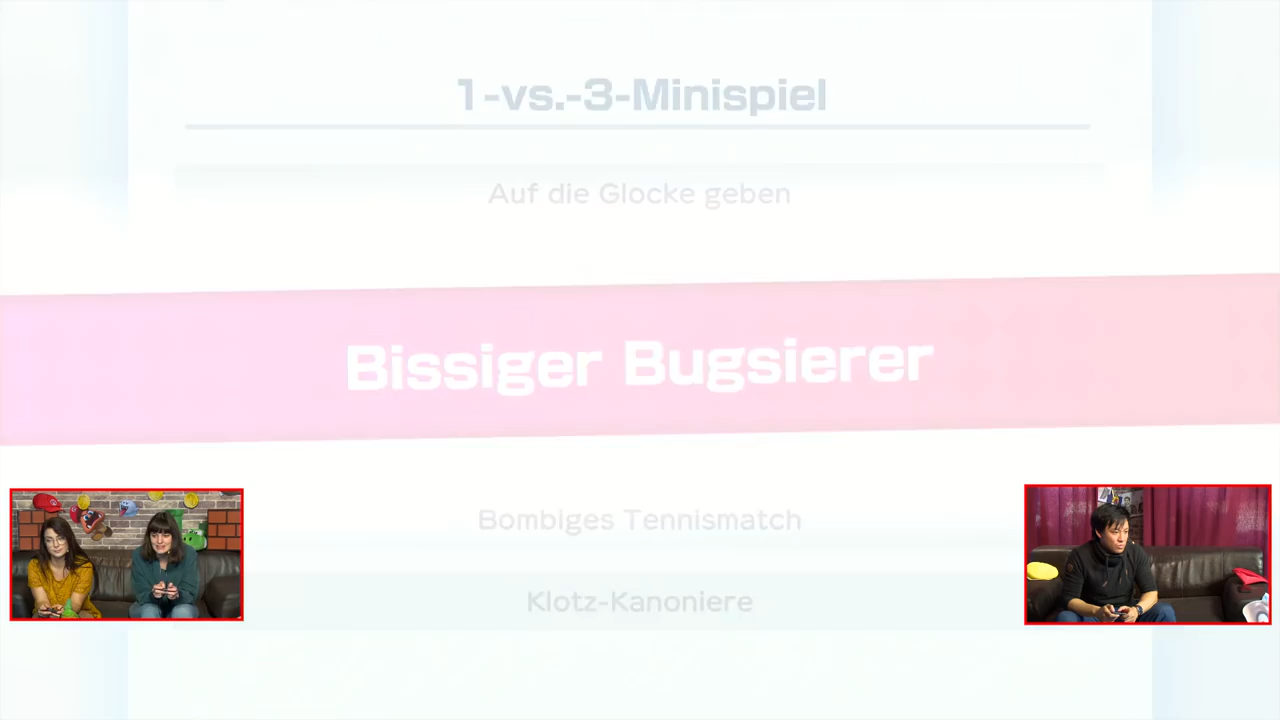 1-vs.-3-Minispiel
Auf die Glocke geben
Bissiger Bugsierer
Bombiges Tennismatch
Klotz-Kanoniere